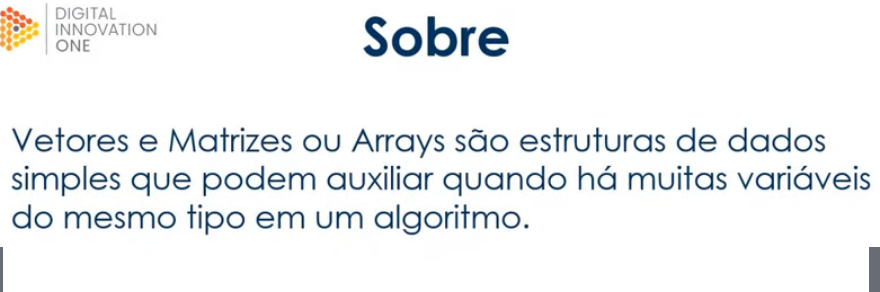 DIGITAL
INNOVATION
ONE
Sobre
Vetores e Matrizes ou Arrays são estruturas de dados
simples que podem auxiliar quando há muitas variáveis
do mesmo tipo em um algoritmo.